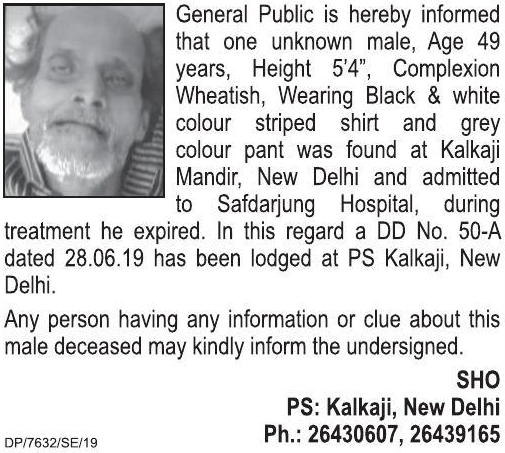 General Public is hereby informed
that one unknown male, Age 49
years, Height 5’4”, Complexion
Wheatish, Wearing Black & white
colour striped shirt and grey
colour pant was found at Kalkaji
Mandir, New Delhi and admitted
to Safdarjung Hospital, during
treatment he expired. In this regard a DD No. 50-A
dated 28.06.19 has been lodged at PS Kalkaji, New
Delhi.
Any person having any information or clue about this
male deceased may kindly inform the undersigned.
SHO
PS: Kalkaji, New Delhi
DP/7632/SE/19
Ph.: 26430607, 26439165